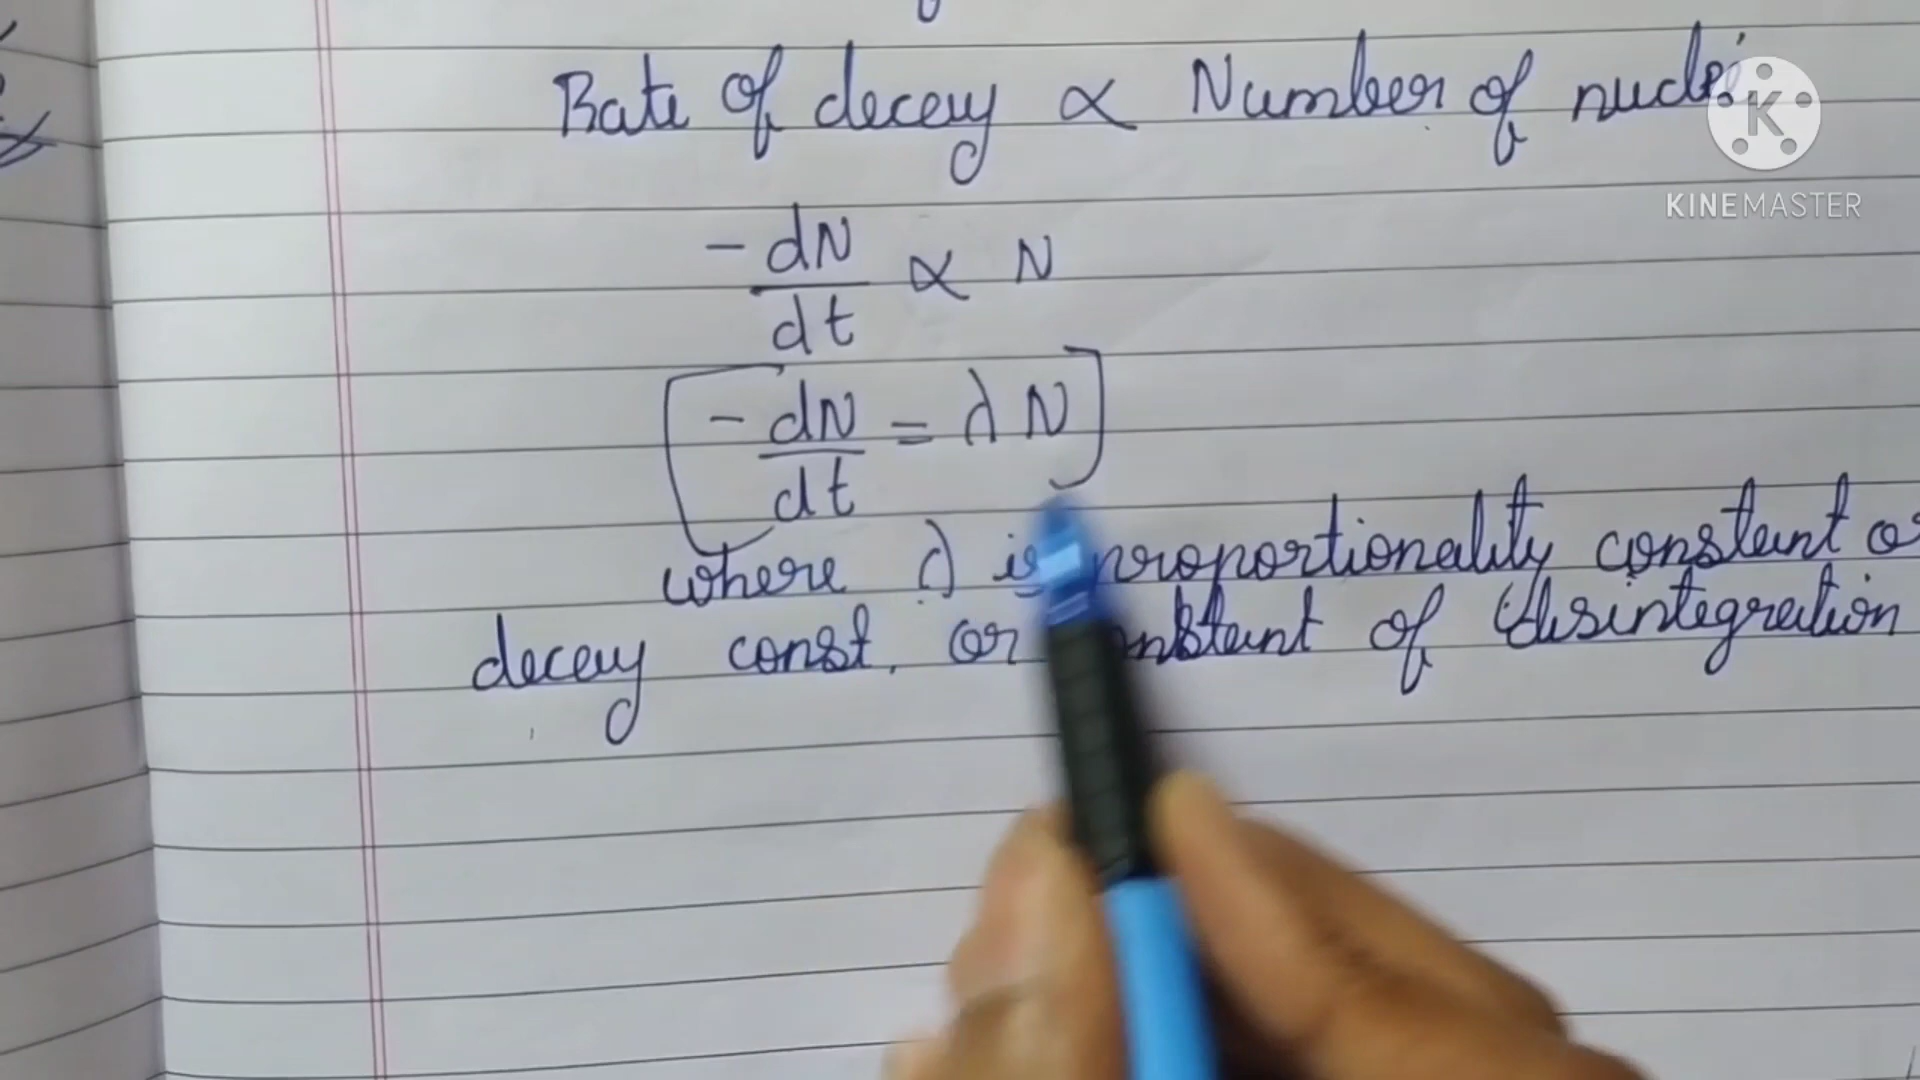 Rate of decay ∝ Number of nuclei
KINEMASTER
-dN/dt ∝ N
-dN/dt = λ N
where λ is proportionality constant or
decay const. or constant of disintegration